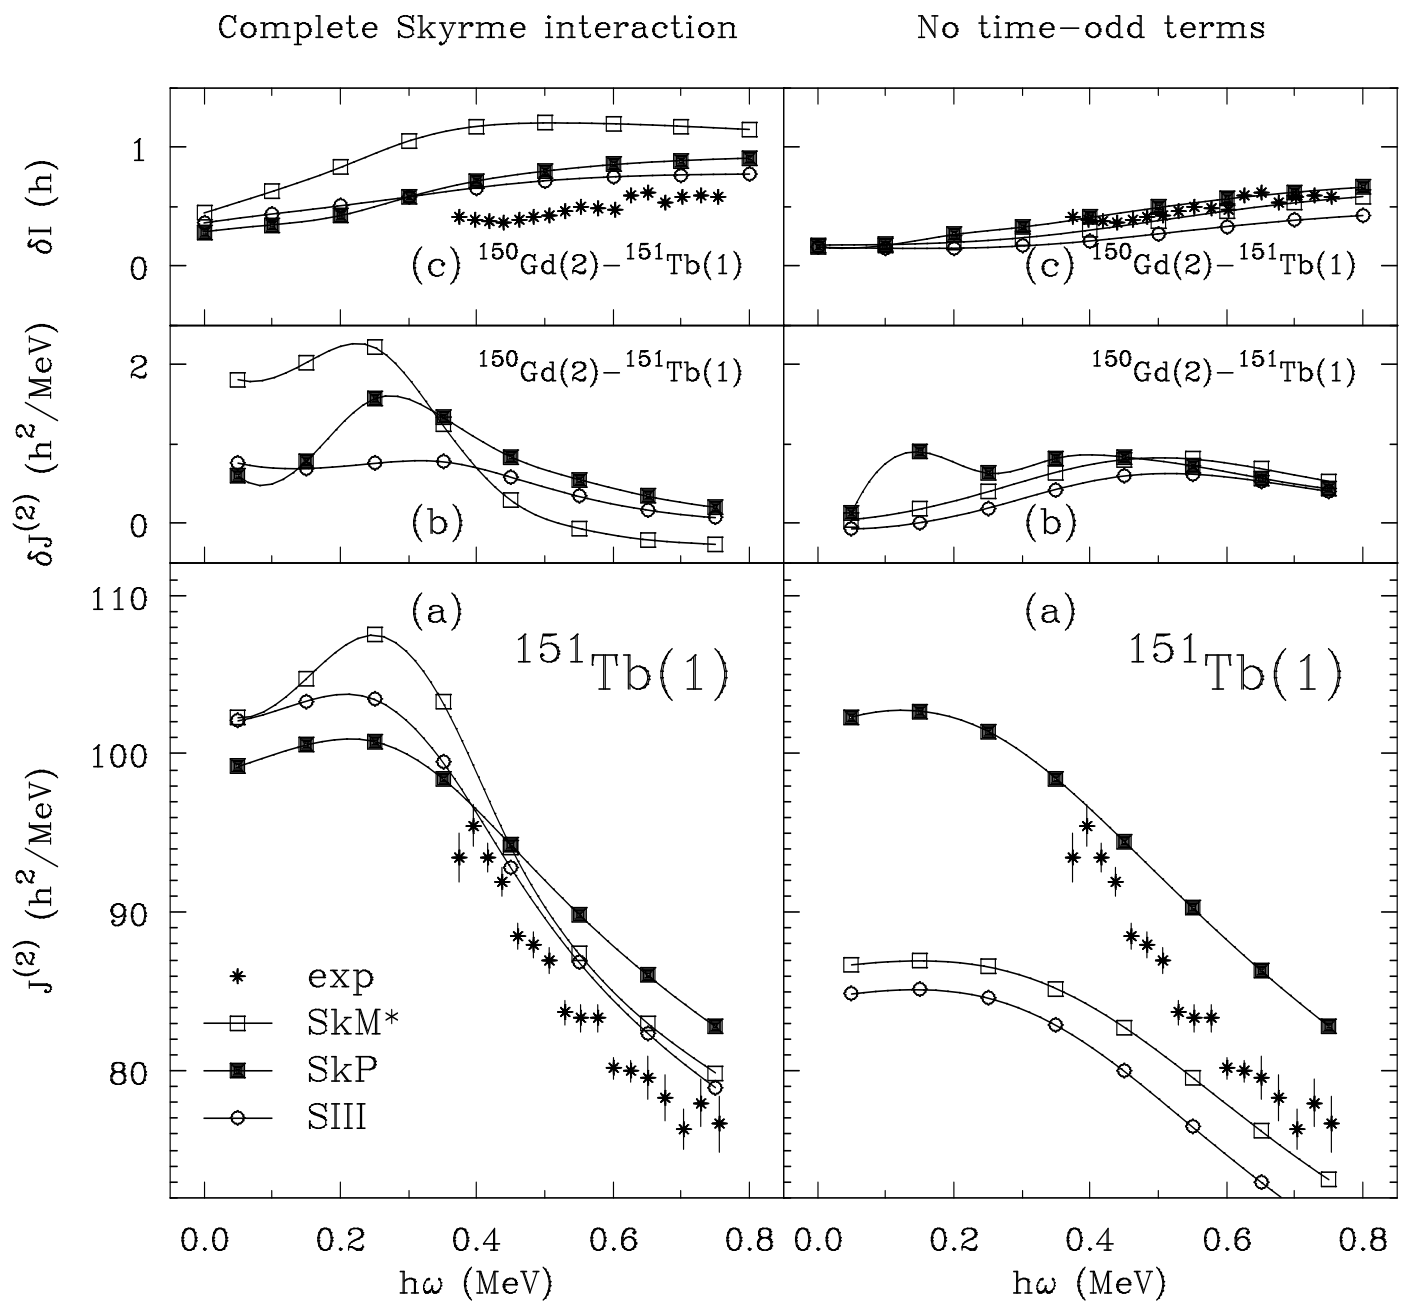 Complete Skyrme interaction
No time-odd terms
δI (h)
1
0
(c) ¹⁵⁰Gd(2)-¹⁵¹Tb(1)
(c) ¹⁵⁰Gd(2)-¹⁵¹Tb(1)
δJ⁽²⁾ (h²/MeV)
2
0
¹⁵⁰Gd(2)-¹⁵¹Tb(1)
(b)
¹⁵⁰Gd(2)-¹⁵¹Tb(1)
(b)
J⁽²⁾ (h²/MeV)
110
100
90
80
(a)
¹⁵¹Tb(1)
exp
SkM*
SkP
SIII
(a)
¹⁵¹Tb(1)
0.0 0.2 0.4 0.6 0.8
0.0 0.2 0.4 0.6 0.8
hω (MeV)
hω (MeV)